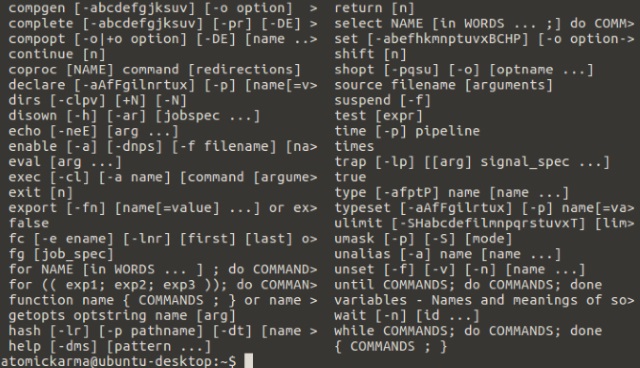 compgen [-abcdefgjksuv] [-o option]  >  return [n]
complete [-abcdefgjksuv] [-pr] [-DE] >  select NAME [in WORDS ... ;] do COMM>
compopt [-o|+o option] [-DE] [name ..>  set [-abefhkmnptuvxBCHP] [-o option->
continue [n]  shift [n]
coproc [NAME] command [redirections]  shopt [-pqsu] [-o] [optname ...]
declare [-aAfFgilnrtux] [-p] [name[=v>  source filename [arguments]
dirs [-clpv] [+N] [-N]  suspend [-f]
disown [-h] [-ar] [jobspec ...]  test [expr]
echo [-neE] [arg ...]  time [-p] pipeline
enable [-a] [-dnps] [-f filename] [na>  times
eval [arg ...]  trap [-lp] [[arg] signal_spec ...]
exec [-cl] [-a name] [command [argume>  true
exit [n]  type [-afptP] name [name ...]
export [-fn] [name[=value] ...] or ex>  typeset [-aAfFgilrtux] [-p] name[=va>
false  ulimit [-SHabcdefilmnpqrstuvxT] [lim>
fc [-e ename] [-lnr] [first] [last] o>  umask [-p] [-S] [mode]
fg [job_spec]  unalias [-a] name [name ...]
for NAME [in WORDS ... ] ; do COMMAND>  unset [-f] [-v] [-n] [name ...]
for (( exp1; exp2; exp3 )); do COMMAN>  until COMMANDS; do COMMANDS; done
function name { COMMANDS ; } or name >  variables - Names and meanings of so>
getopts optstring name [arg]  wait [-n] [id ...]
hash [-lr] [-p pathname] [-dt] [name >  while COMMANDS; do COMMANDS; done
help [-dms] [pattern ...]  { COMMANDS ; }
atomickarma@ubuntu-desktop:~$